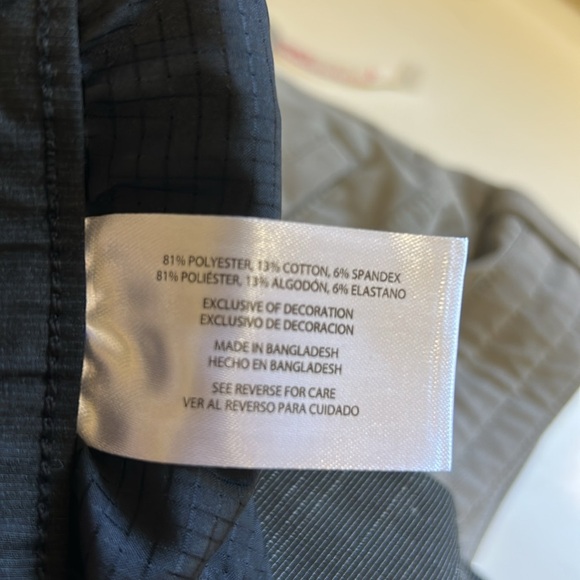 81% POLYESTER, 13% COTTON, 6% SPANDEX
81% POLIÉSTER, 13% ALGODÓN, 6% ELASTANO
EXCLUSIVE OF DECORATION
EXCLUSIVO DE DECORACION
MADE IN BANGLADESH
HECHO EN BANGLADESH
SEE REVERSE FOR CARE
VER AL REVERSO PARA CUIDADO